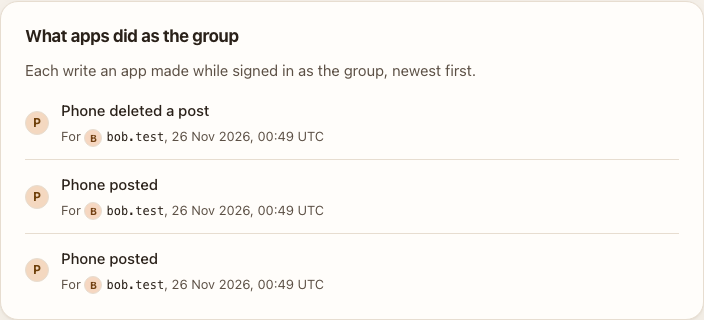 What apps did as the group
Each write an app made while signed in as the group, newest first.
P
Phone deleted a post
For B bob.test, 26 Nov 2026, 00:49 UTC
P
Phone posted
For B bob.test, 26 Nov 2026, 00:49 UTC
P
Phone posted
For B bob.test, 26 Nov 2026, 00:49 UTC